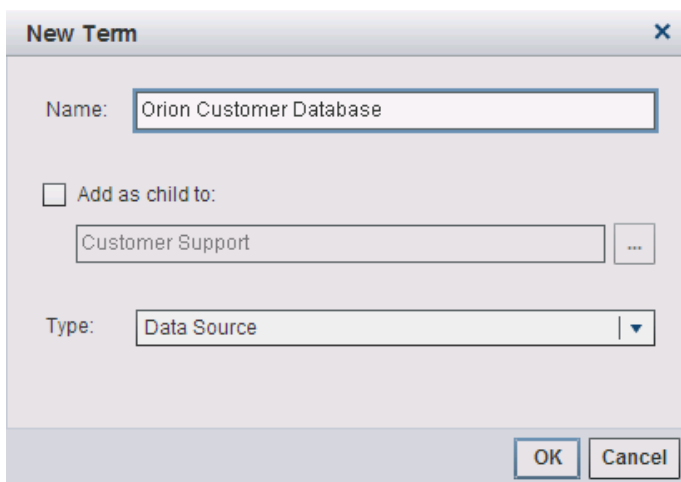 New Term
Name: Orion Customer Database
Add as child to:
Customer Support ...
Type: Data Source
OK Cancel